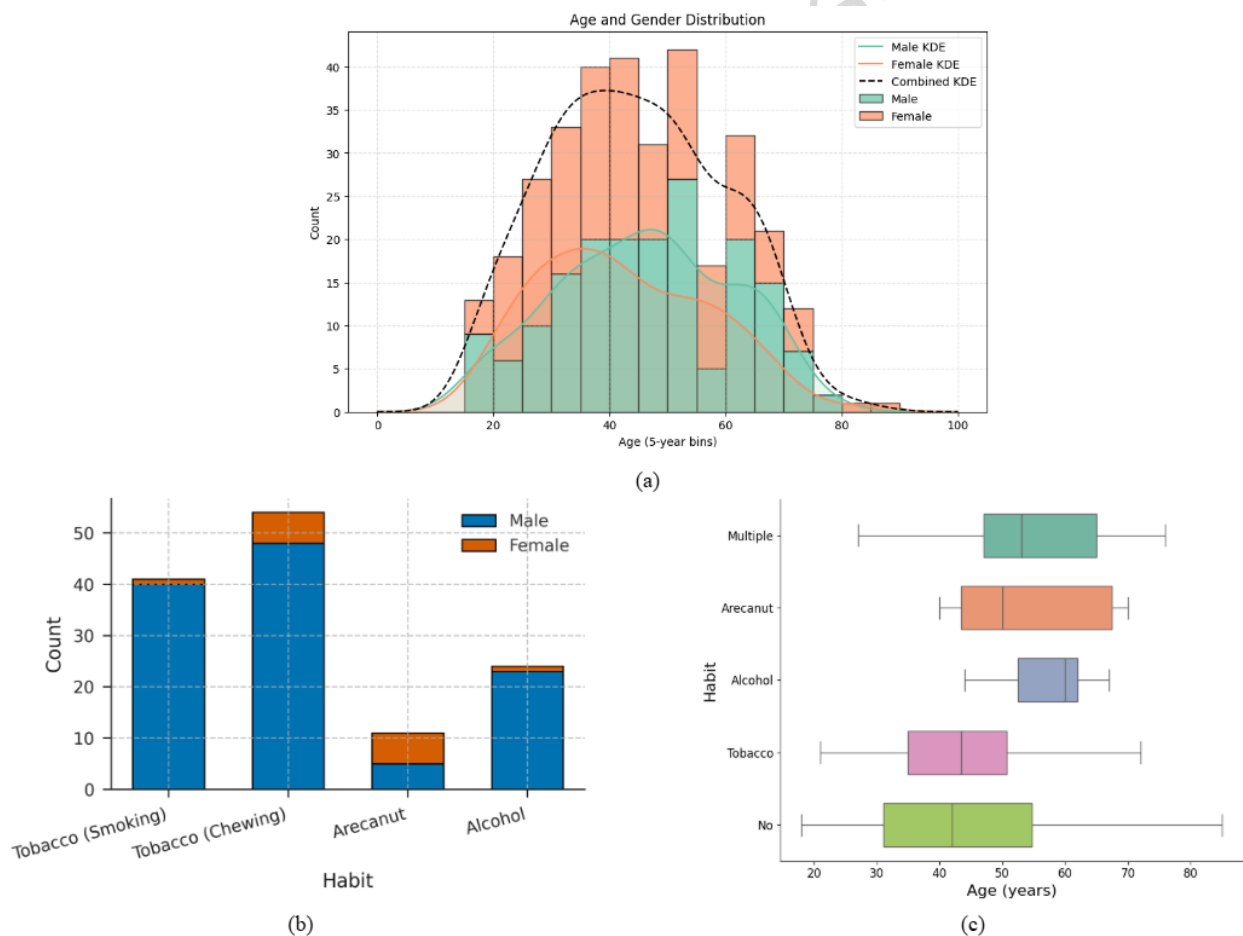 Age and Gender Distribution
Male KDE
Female KDE
Combined KDE
Male
Female
Count
40
35
30
25
20
15
10
5
0
0 20 40 60 80 100
Age (5-year bins)
(a)
Male
Female
Count
50
40
30
20
10
0
Tobacco (Smoking) Tobacco (Chewing) Arecanut Alcohol
Habit
(b)
Habit
Multiple
Arecanut
Alcohol
Tobacco
No
20 30 40 50 60 70 80
Age (years)
(c)